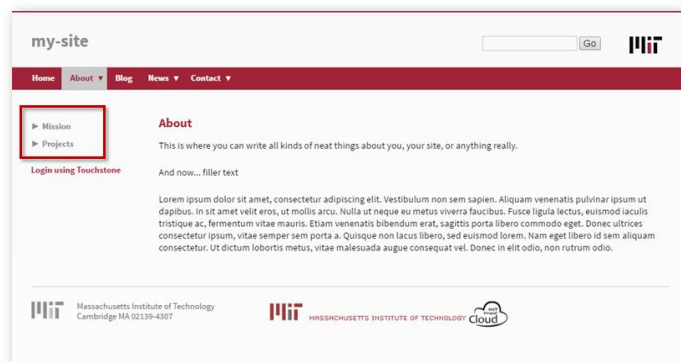 my-site
Go
MIT
Home About ▼ Blog News ▼ Contact ▼
► Mission
► Projects
Login using Touchstone
About
This is where you can write all kinds of neat things about you, your site, or anything really.
And now... filler text
Lorem ipsum dolor sit amet, consectetur adipiscing elit. Vestibulum non sem sapien. Aliquam venenatis pulvinar ipsum ut
dapibus. In sit amet velit eros, ut mollis arcu. Nulla ut neque eu metus viverra faucibus. Fusce ligula lectus, euismod iaculis
tristique ac, fermentum vitae mauris. Etiam venenatis bibendum erat, sagittis porta libero commodo eget. Donec ultrices
consectetur ipsum, vitae semper sem porta a. Quisque non lacus libero, sed euismod lorem. Nam eget libero id sem aliquam
consectetur. Ut dictum lobortis metus, vitae malesuada augue consequat vel. Donec in elit odio, non rutrum odio.
MIT
Massachusetts Institute of Technology
Cambridge MA 02139-4307
MIT
MASSACHUSETTS INSTITUTE OF TECHNOLOGY
cloud